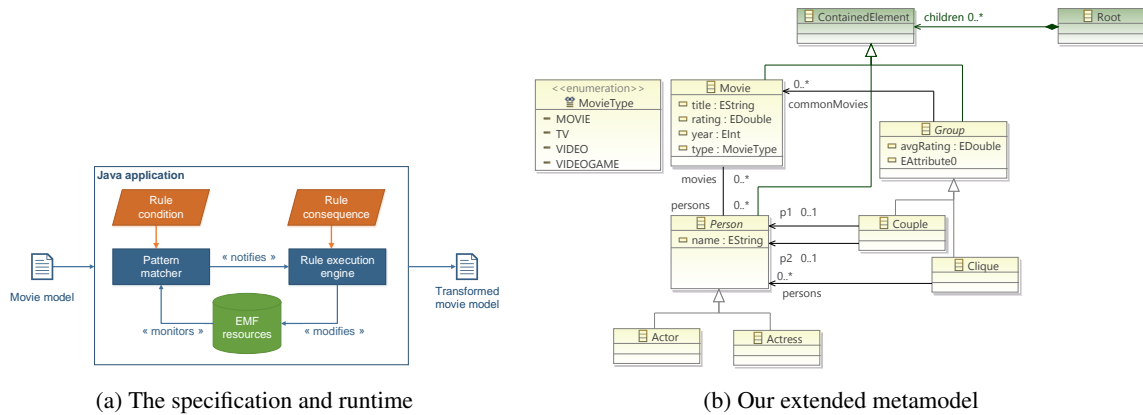 Java application
Rule
condition
Rule
consequence
Pattern
matcher
« notifies »
Rule execution
engine
Movie model
Transformed
movie model
« monitors »
EMF
resources
« modifies »
(a) The specification and runtime
ContainedElement
children 0..*
Root
<<enumeration>>
MovieType
MOVIE
TV
VIDEO
VIDEOGAME
Movie
title : EString
rating : EDouble
year : EInt
type : MovieType
0..*
commonMovies
Group
avgRating : EDouble
EAttribute0
movies 0..*
persons 0..*
Person
name : EString
p1 0..1
p2 0..1
Couple
0..*
persons
Clique
Actor
Actress
(b) Our extended metamodel